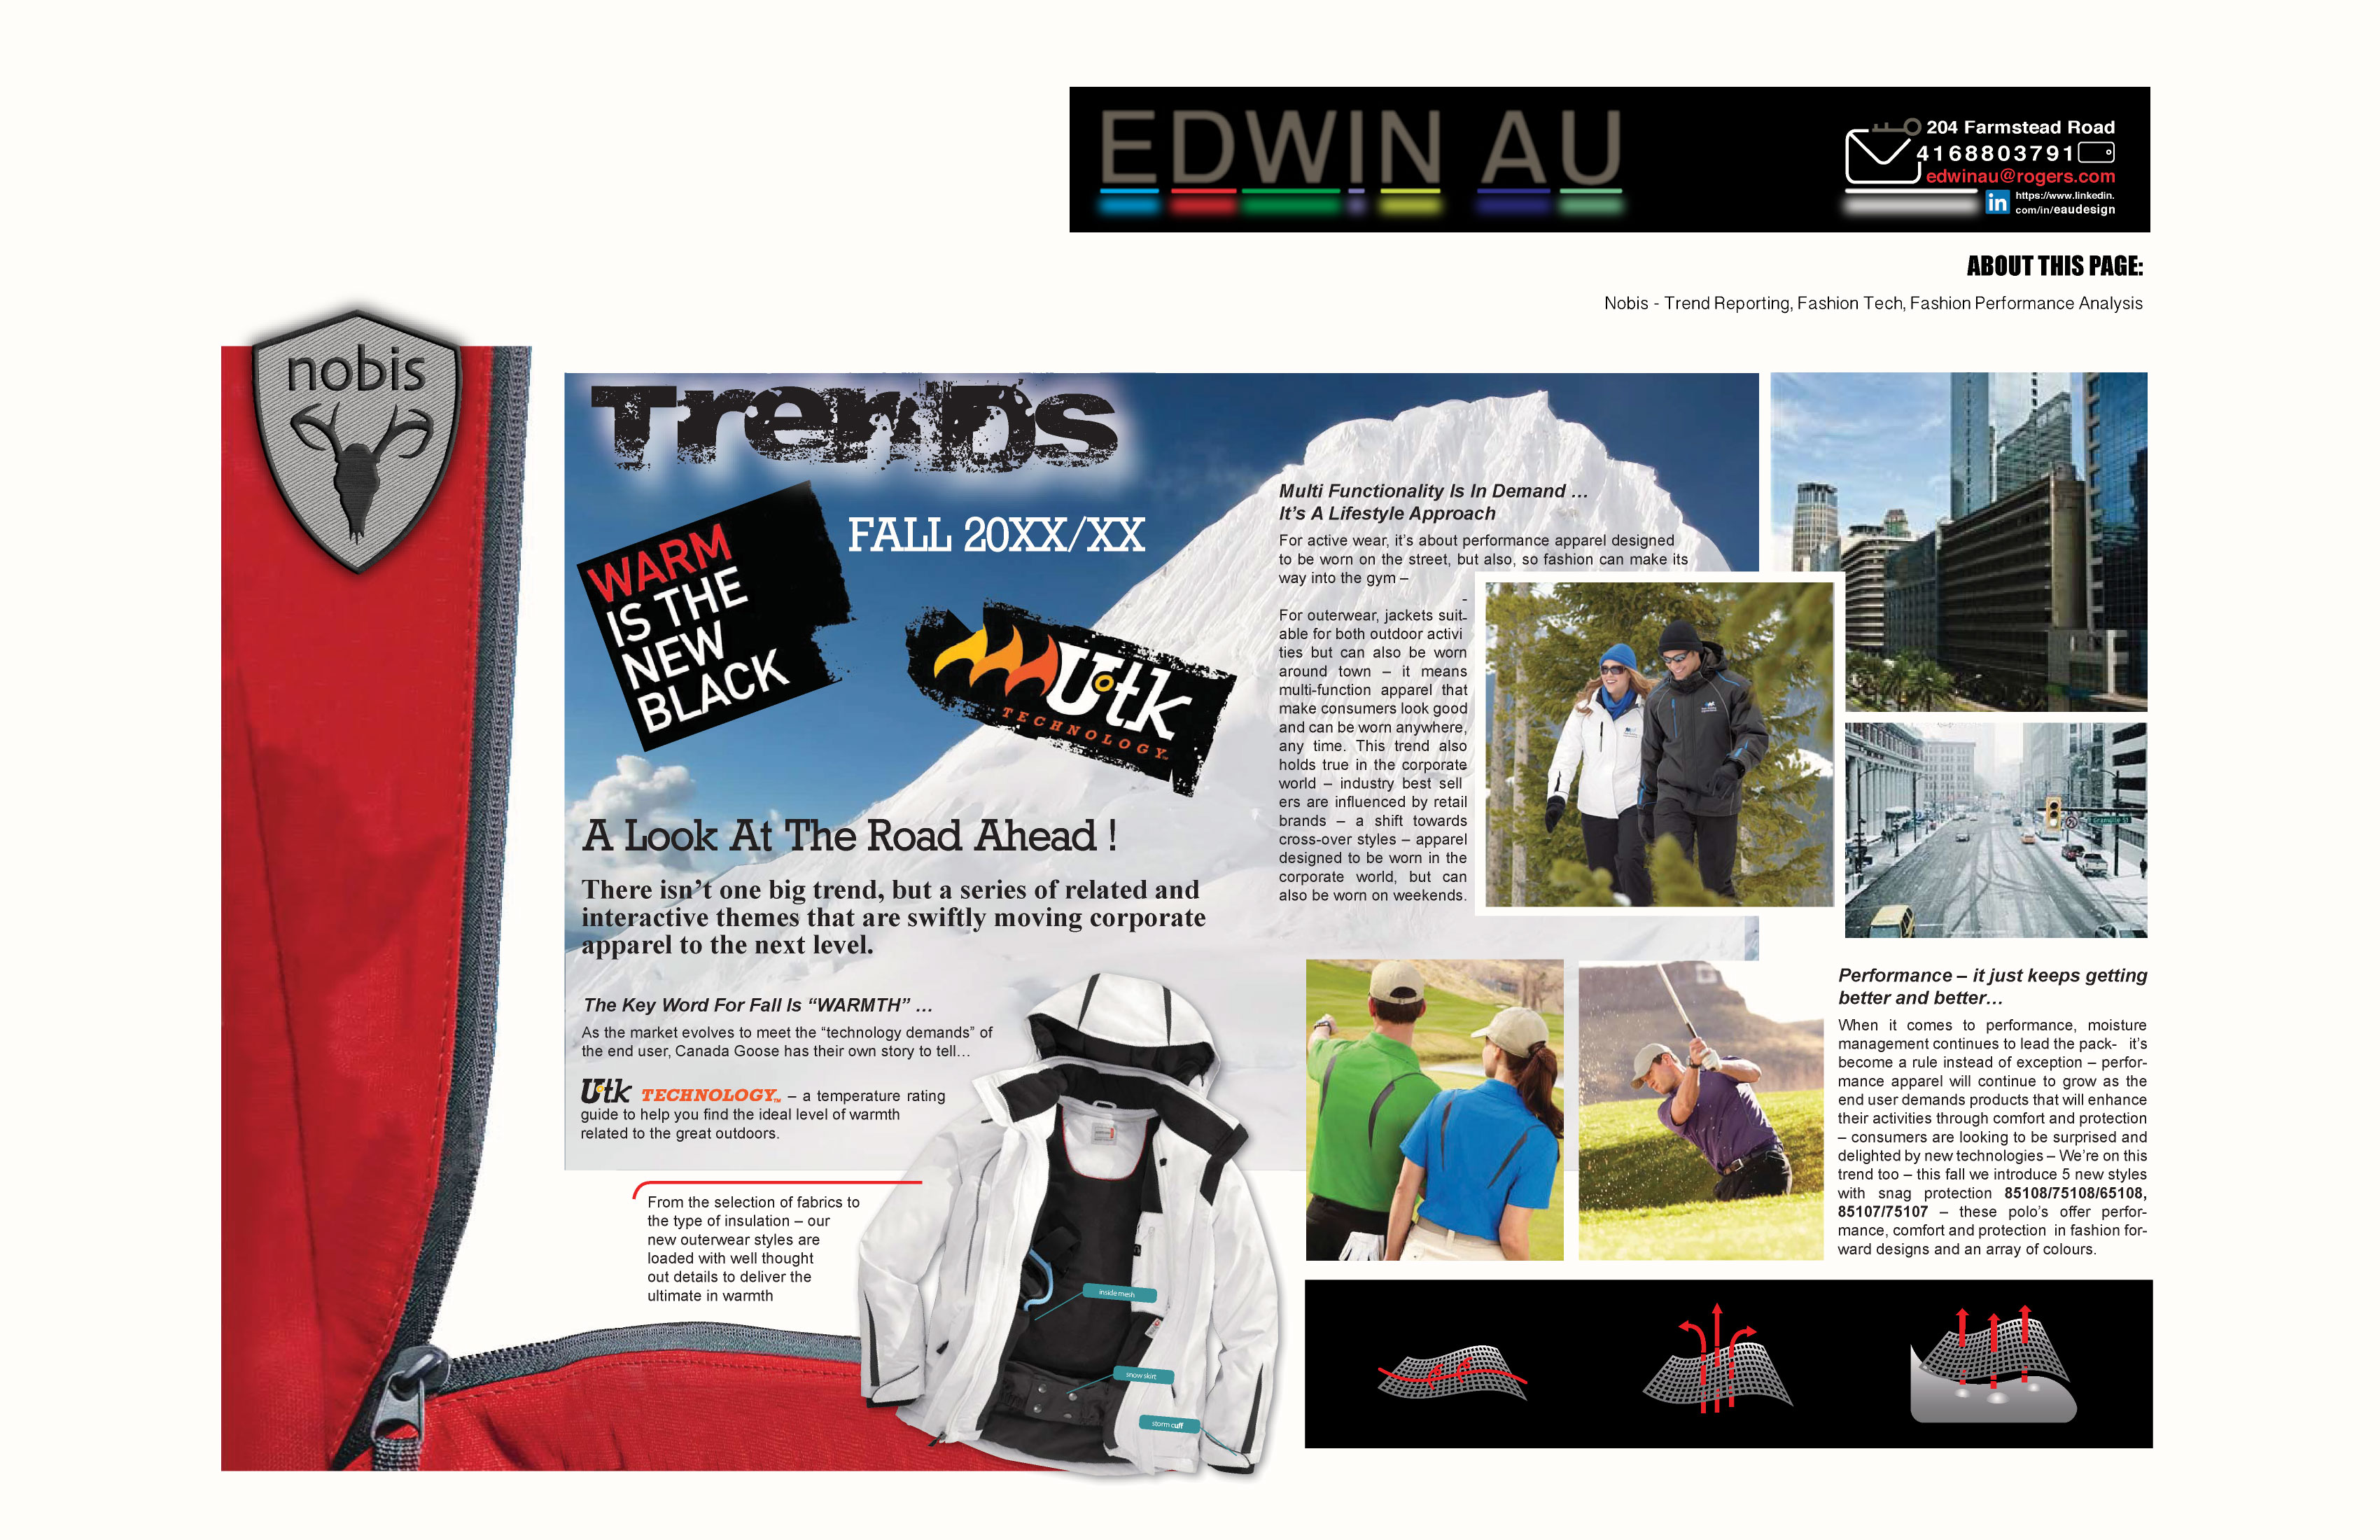 EDWIN AU
204 Farmstead Road
4168803791
edwinau@rogers.com
in
https://www.linkedin.
com/in/eaudesign
ABOUT THIS PAGE:
Nobis - Trend Reporting, Fashion Tech, Fashion Performance Analysis
nobis
Trends
FALL 20XX/XX
WARM
IS THE
NEW
BLACK
Utk
TECHNOLOGY™
A Look At The Road Ahead !
There isn't one big trend, but a series of related and
interactive themes that are swiftly moving corporate
apparel to the next level.
The Key Word For Fall Is “WARMTH” …
As the market evolves to meet the “technology demands” of
the end user, Canada Goose has their own story to tell…
Utk TECHNOLOGY™ – a temperature rating
guide to help you find the ideal level of warmth
related to the great outdoors.
From the selection of fabrics to
the type of insulation – our
new outerwear styles are
loaded with well thought
out details to deliver the
ultimate in warmth
inside mesh
snow skirt
storm cuff
Multi Functionality Is In Demand …
It's A Lifestyle Approach
For active wear, it's about performance apparel designed
to be worn on the street, but also, so fashion can make its
way into the gym –
-
For outerwear, jackets suit-
able for both outdoor activi
ties but can also be worn
around town – it means
multi-function apparel that
make consumers look good
and can be worn anywhere,
any time. This trend also
holds true in the corporate
world – industry best sell
ers are influenced by retail
brands – a shift towards
cross-over styles – apparel
designed to be worn in the
corporate world, but can
also be worn on weekends.
Granville St
Performance – it just keeps getting
better and better…
When it comes to performance, moisture
management continues to lead the pack- it's
become a rule instead of exception – perfor-
mance apparel will continue to grow as the
end user demands products that will enhance
their activities through comfort and protection
– consumers are looking to be surprised and
delighted by new technologies – We're on this
trend too – this fall we introduce 5 new styles
with snag protection 85108/75108/65108,
85107/75107 – these polo's offer perfor-
mance, comfort and protection in fashion for-
ward designs and an array of colours.